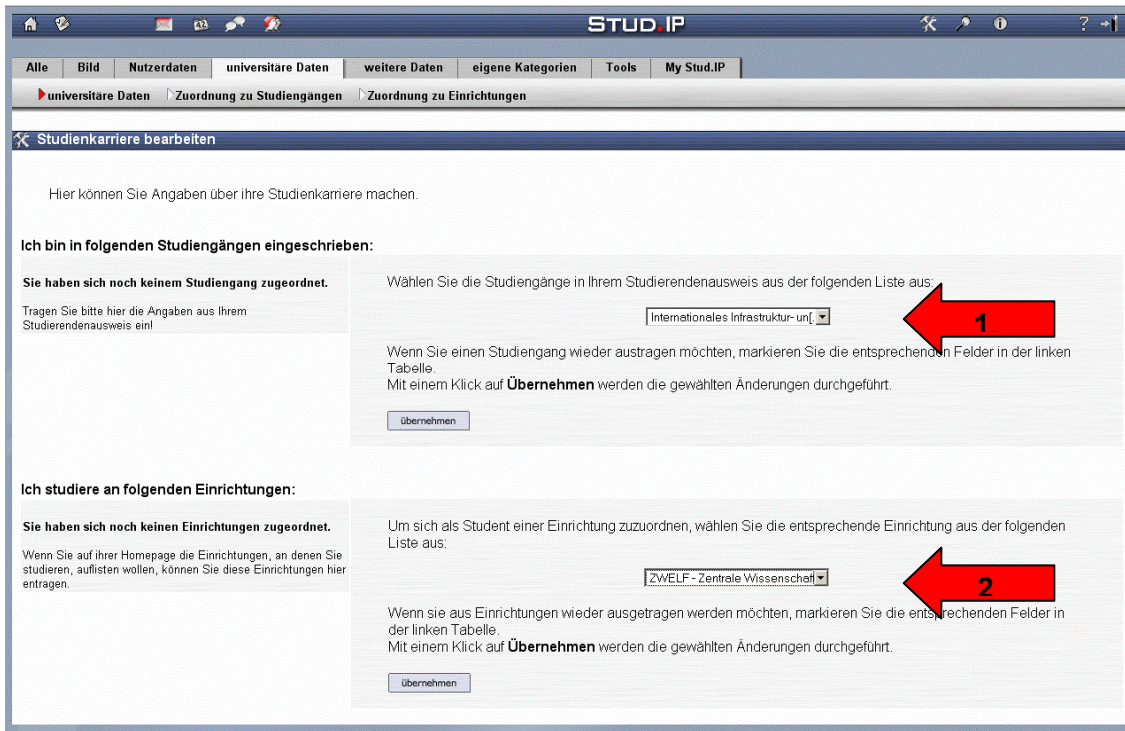 STUD.IP
?
Alle Bild Nutzerdaten universitäre Daten weitere Daten eigene Kategorien Tools My Stud.IP
universitäre Daten Zuordnung zu Studiengängen Zuordnung zu Einrichtungen
Studienkarriere bearbeiten
Hier können Sie Angaben über ihre Studienkarriere machen.
Ich bin in folgenden Studiengängen eingeschrieben:
Sie haben sich noch keinem Studiengang zugeordnet.
Tragen Sie bitte hier die Angaben aus Ihrem
Studierendenausweis ein!
Wählen Sie die Studiengänge in Ihrem Studierendenausweis aus der folgenden Liste aus:
Internationales Infrastruktur- un[.
1.
Wenn Sie einen Studiengang wieder austragen möchten, markieren Sie die entsprechenden Felder in der linken
Tabelle.
Mit einem Klick auf Übernehmen werden die gewählten Änderungen durchgeführt.
übernehmen
Ich studiere an folgenden Einrichtungen:
Sie haben sich noch keinen Einrichtungen zugeordnet.
Wenn Sie auf ihrer Homepage die Einrichtungen, an denen Sie
studieren, auflisten wollen, können Sie diese Einrichtungen hier
entragen.
Um sich als Student einer Einrichtung zuzuordnen, wählen Sie die entsprechende Einrichtung aus der folgenden
Liste aus:
ZWELF - Zentrale Wissenschaf
2
Wenn sie aus Einrichtungen wieder ausgetragen werden möchten, markieren Sie die entsprechenden Felder in
der linken Tabelle.
Mit einem Klick auf Übernehmen werden die gewählten Änderungen durchgeführt.
übernehmen